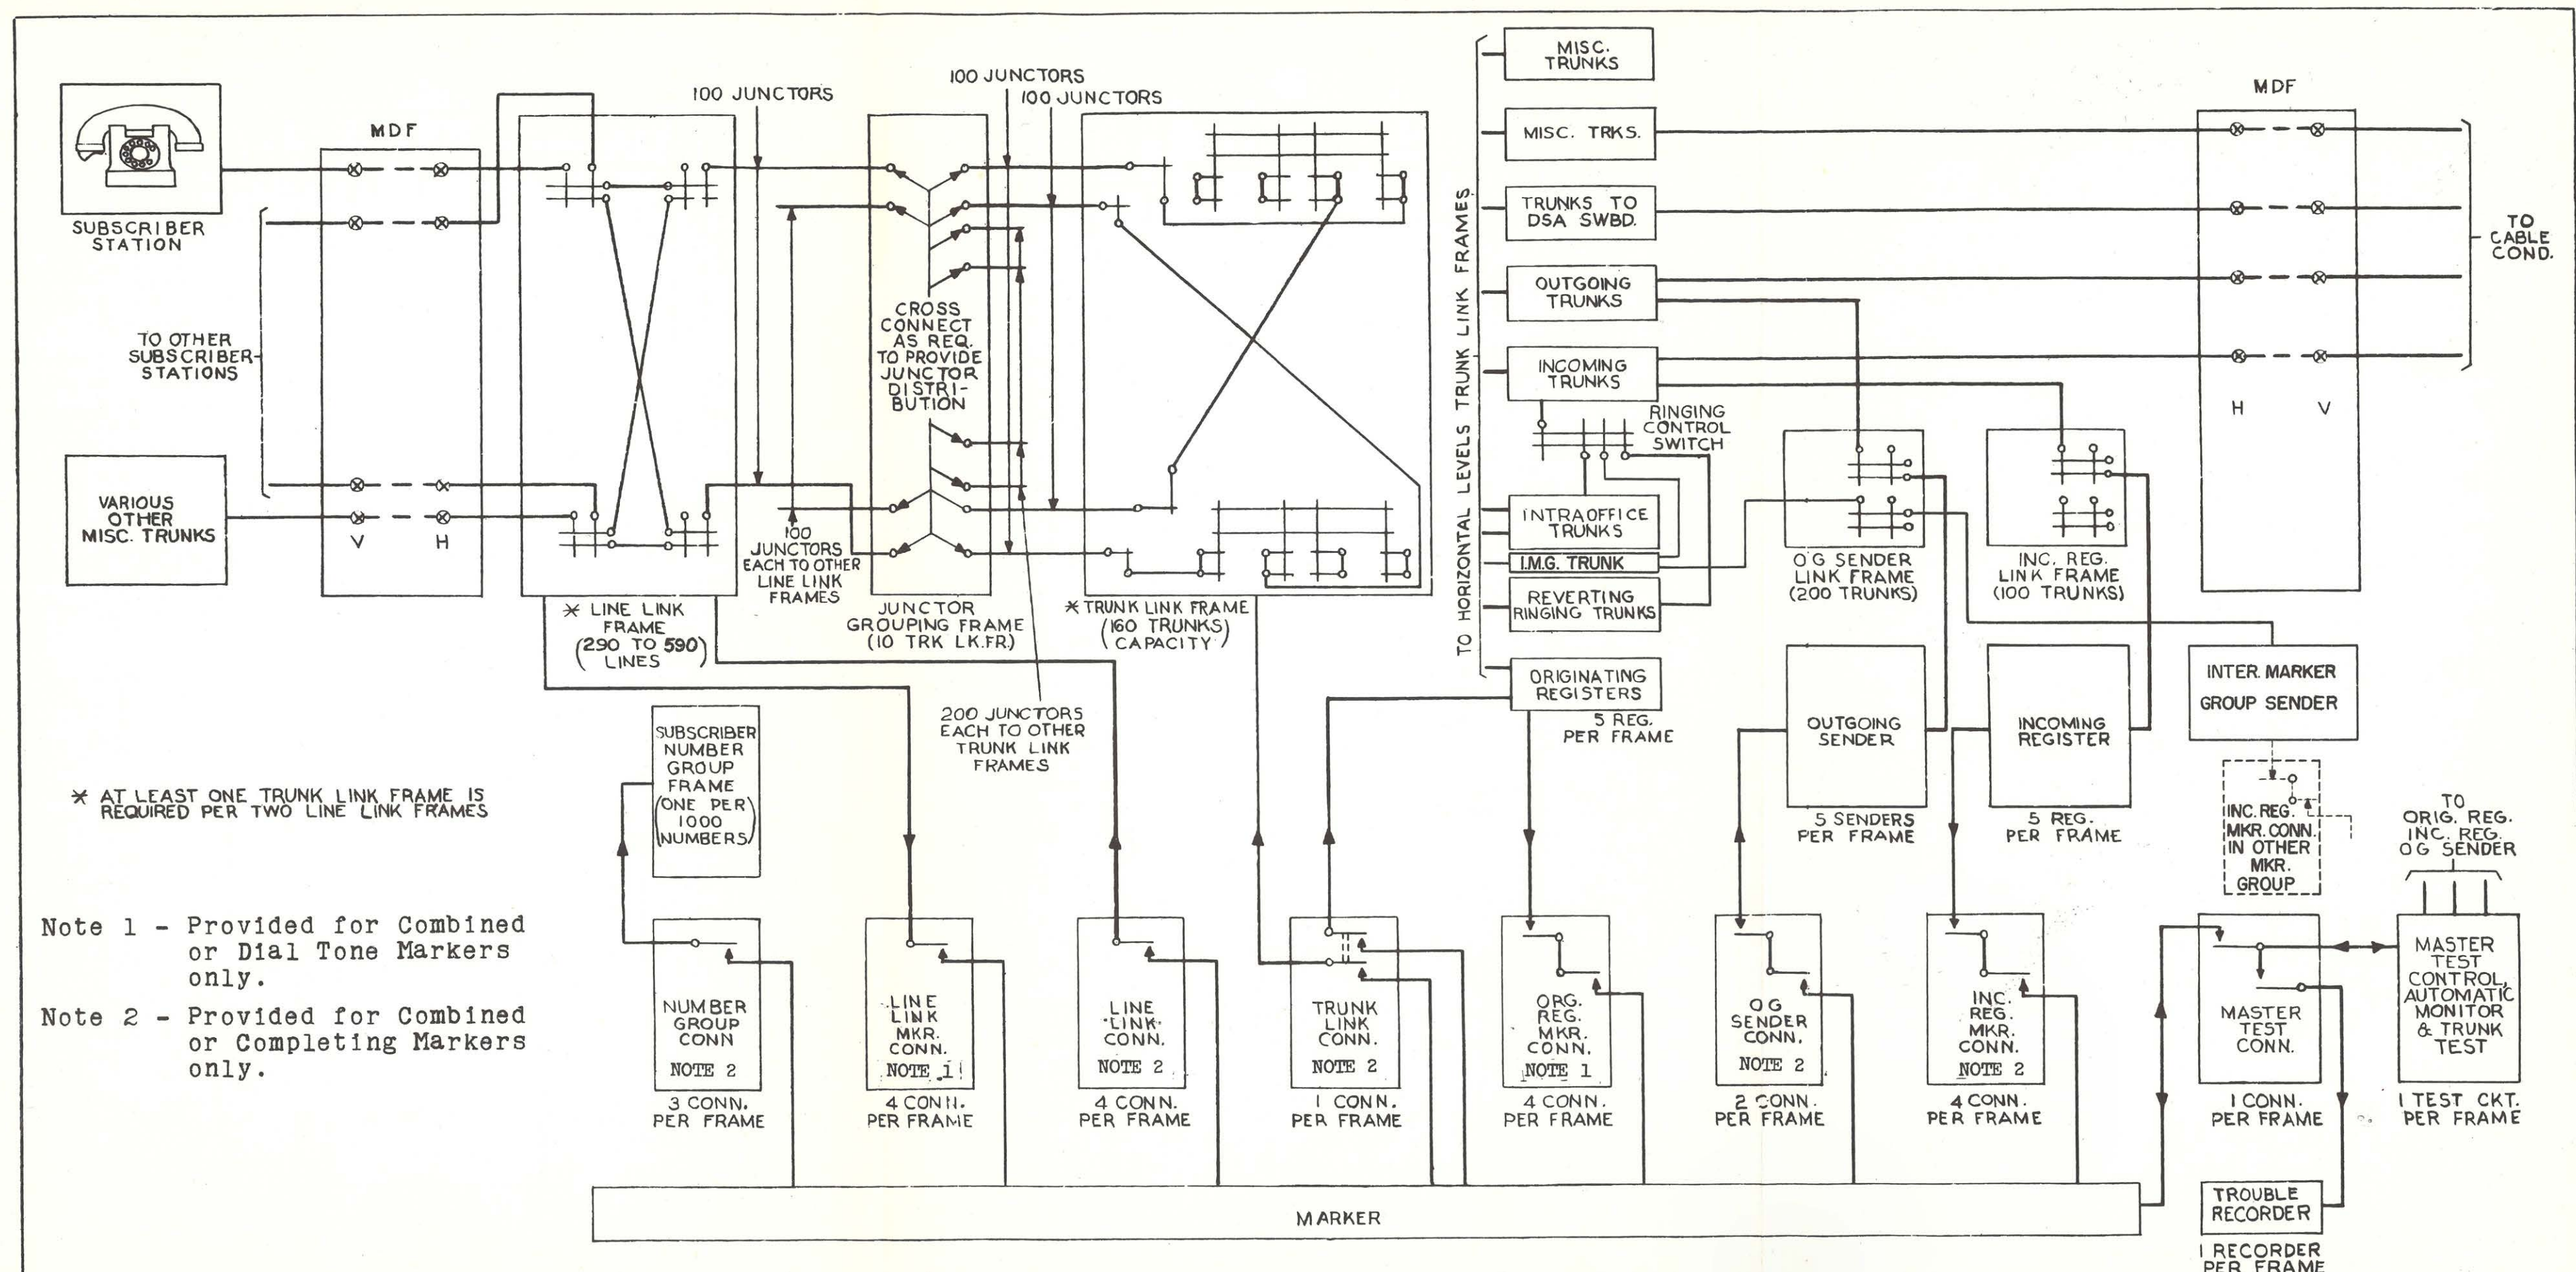 100 JUNCTORS
100 JUNCTORS
100 JUNCTORS
MDF
SUBSCRIBER
STATION
TO OTHER
SUBSCRIBER
STATIONS
VARIOUS
OTHER
MISC. TRUNKS
V H
* LINE LINK
FRAME
(290 TO 590)
LINES
100
JUNCTORS
EACH TO OTHER
LINE LINK
FRAMES
CROSS
CONNECT
AS REQ.
TO PROVIDE
JUNCTOR
DISTRI-
BUTION
JUNCTOR
GROUPING FRAME
(10 TRK LK.FR.)
* TRUNK LINK FRAME
(160 TRUNKS)
CAPACITY
200 JUNCTORS
EACH TO OTHER
TRUNK LINK
FRAMES
TO HORIZONTAL LEVELS TRUNK LINK FRAMES
MISC.
TRUNKS
MISC. TRKS.
TRUNKS TO
DSA SWBD.
OUTGOING
TRUNKS
INCOMING
TRUNKS
RINGING
CONTROL
SWITCH
INTRAOFFICE
TRUNKS
I.M.G. TRUNK
REVERTING
RINGING TRUNKS
ORIGINATING
REGISTERS
5 REG.
PER FRAME
MDF
H V
TO
CABLE
COND.
OG SENDER
LINK FRAME
(200 TRUNKS)
INC. REG.
LINK FRAME
(100 TRUNKS)
OUTGOING
SENDER
5 SENDERS
PER FRAME
INCOMING
REGISTER
5 REG.
PER FRAME
INTER. MARKER
GROUP SENDER
INC. REG.
MKR. CONN.
IN OTHER
MKR.
GROUP
TO
ORIG. REG.
INC. REG.
OG SENDER
SUBSCRIBER
NUMBER
GROUP
FRAME
(ONE PER)
1000
NUMBERS
* AT LEAST ONE TRUNK LINK FRAME IS
REQUIRED PER TWO LINE LINK FRAMES
Note 1 - Provided for Combined
or Dial Tone Markers
only.
Note 2 - Provided for Combined
or Completing Markers
only.
NUMBER
GROUP
CONN
NOTE 2
3 CONN.
PER FRAME
LINE
LINK
MKR.
CONN.
NOTE 1
4 CONN.
PER FRAME
LINE
LINK
CONN.
NOTE 2
4 CONN.
PER FRAME
TRUNK
LINK
CONN.
NOTE 2
1 CONN.
PER FRAME
ORG.
REG.
MKR.
CONN.
NOTE 1
4 CONN.
PER FRAME
OG
SENDER
CONN.
NOTE 2
2 CONN.
PER FRAME
INC.
REG.
MKR.
CONN.
NOTE 2
4 CONN.
PER FRAME
MASTER
TEST
CONN.
1 CONN.
PER FRAME
MASTER
TEST
CONTROL,
AUTOMATIC
MONITOR
& TRUNK
TEST
1 TEST CKT.
PER FRAME
MARKER
TROUBLE
RECORDER
1 RECORDER
PER FRAME